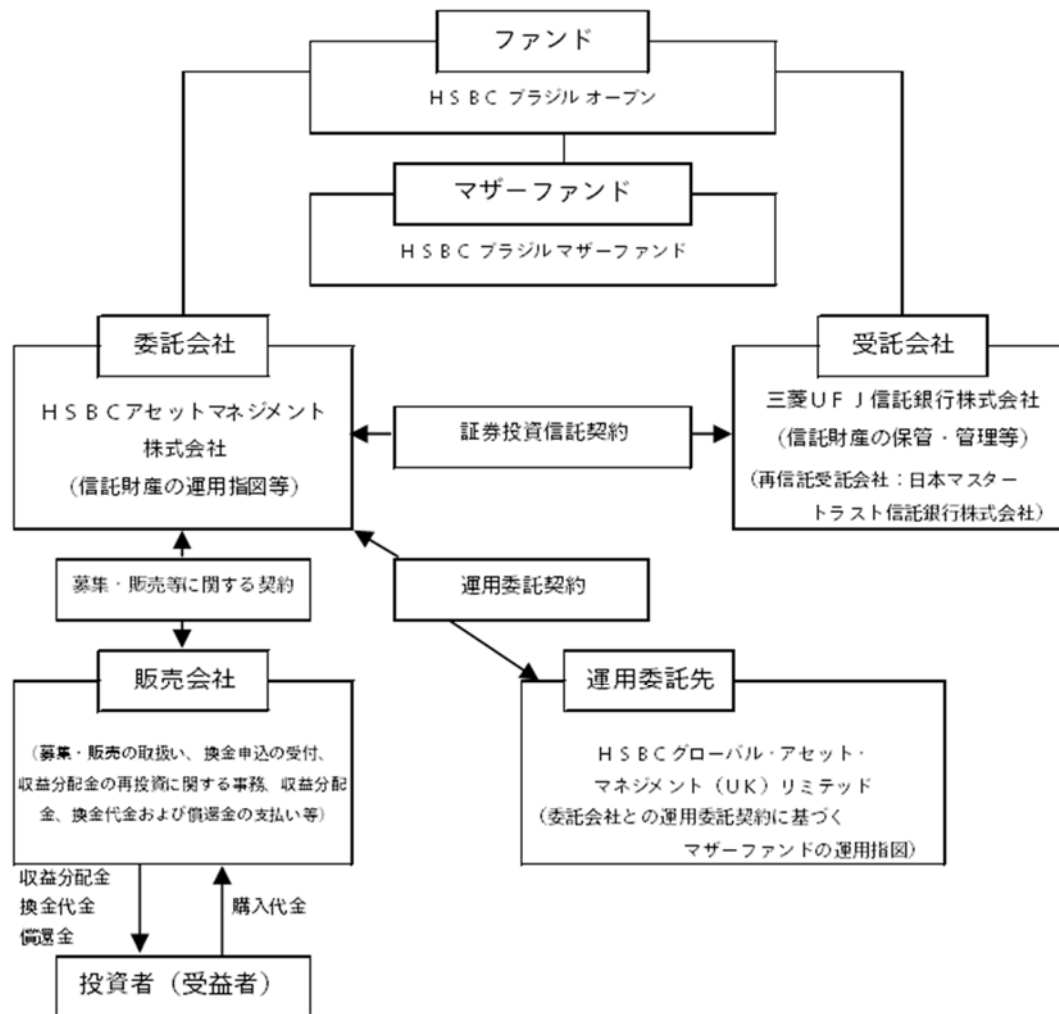 ファンド
HSBC ブラジル オープン
マザーファンド
HSBC ブラジル マザーファンド
委託会社
HSBCアセットマネジメント
株式会社
(信託財産の運用指図等)
証券投資信託契約
受託会社
三菱UFJ信託銀行株式会社
(信託財産の保管・管理等)
(再信託受託会社:日本マスター
トラスト信託銀行株式会社)
募集・販売等に関する契約
運用委託契約
販売会社
(募集・販売の取扱い、換金申込の受付、
収益分配金の再投資に関する事務、収益分配
金、換金代金および償還金の支払い等)
運用委託先
HSBCグローバル・アセット・
マネジメント(UK)リミテッド
(委託会社との運用委託契約に基づく
マザーファンドの運用指図)
収益分配金
換金代金
償還金
購入代金
投資者(受益者)